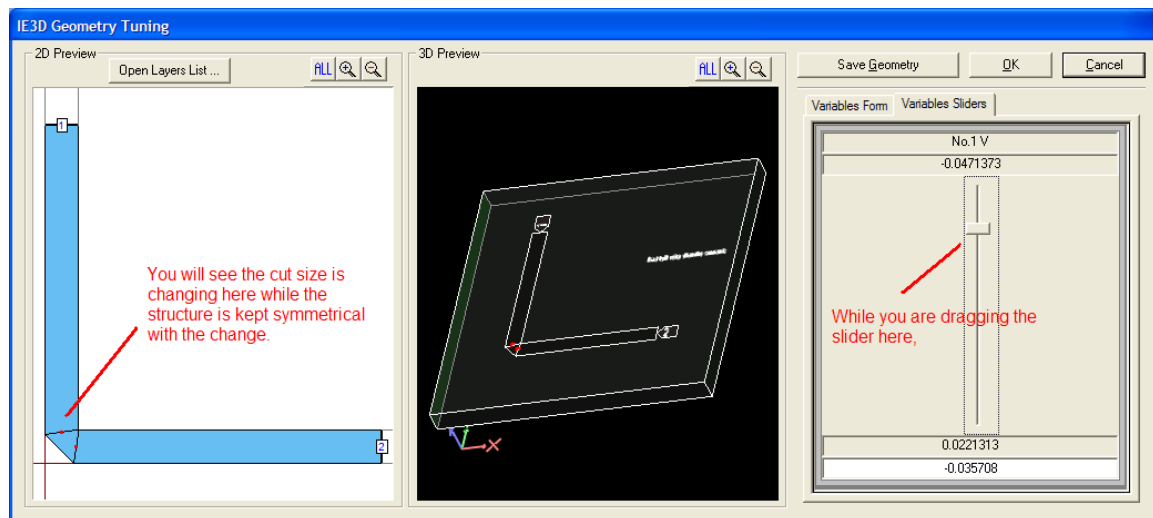 IE3D Geometry Tuning
2D Preview
Open Layers List ...
ALL
1
You will see the cut size is
changing here while the
structure is kept symmetrical
with the change.
2
3D Preview
ALL
1
2
X
Save Geometry
OK
Cancel
Variables Form
Variables Sliders
No.1 V
-0.0471373
While you are dragging the
slider here,
0.0221313
-0.035708